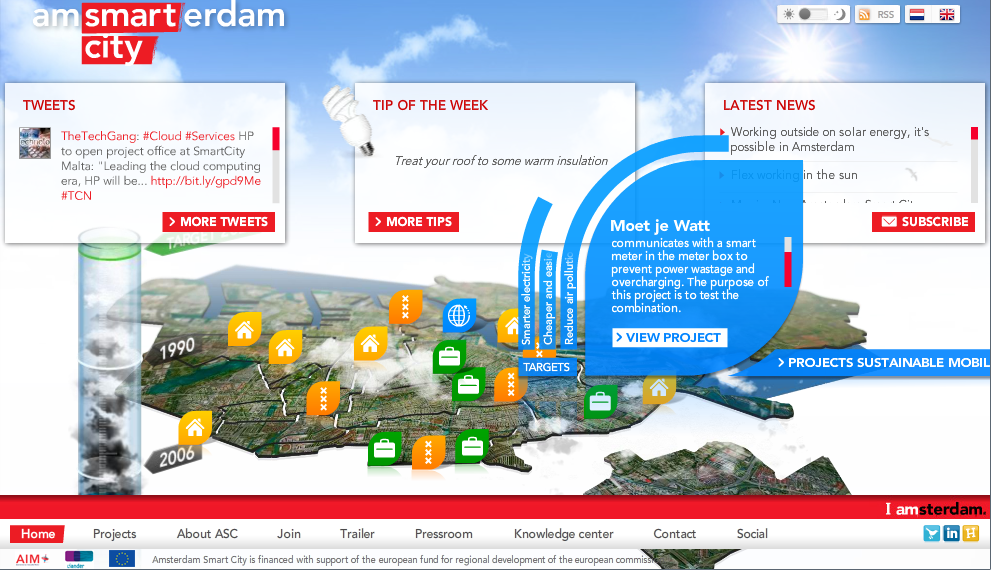 amsmarterdam
city
RSS
TWEETS
TheTechGang: #Cloud #Services HP
to open project office at SmartCity
Malta: "Leading the cloud computing
era, HP will be... http://bit.ly/gpd9Me
#TCN
MORE TWEETS
TIP OF THE WEEK
Treat your roof to some warm insulation
MORE TIPS
LATEST NEWS
Working outside on solar energy, it's
possible in Amsterdam
Flex working in the sun
SUBSCRIBE
TARGET
1990
2006
Smarter electricity
Cheaper and easi
Reduce air polluti
TARGETS
Moet je Watt
communicates with a smart
meter in the meter box to
prevent power wastage and
overcharging. The purpose of
this project is to test the
combination.
VIEW PROJECT
PROJECTS SUSTAINABLE MOBIL
I amsterdam.
Home
Projects
About ASC
Join
Trailer
Pressroom
Knowledge center
Contact
Social
AIM
Amsterdam Smart City is financed with support of the european fund for regional development of the european commiss